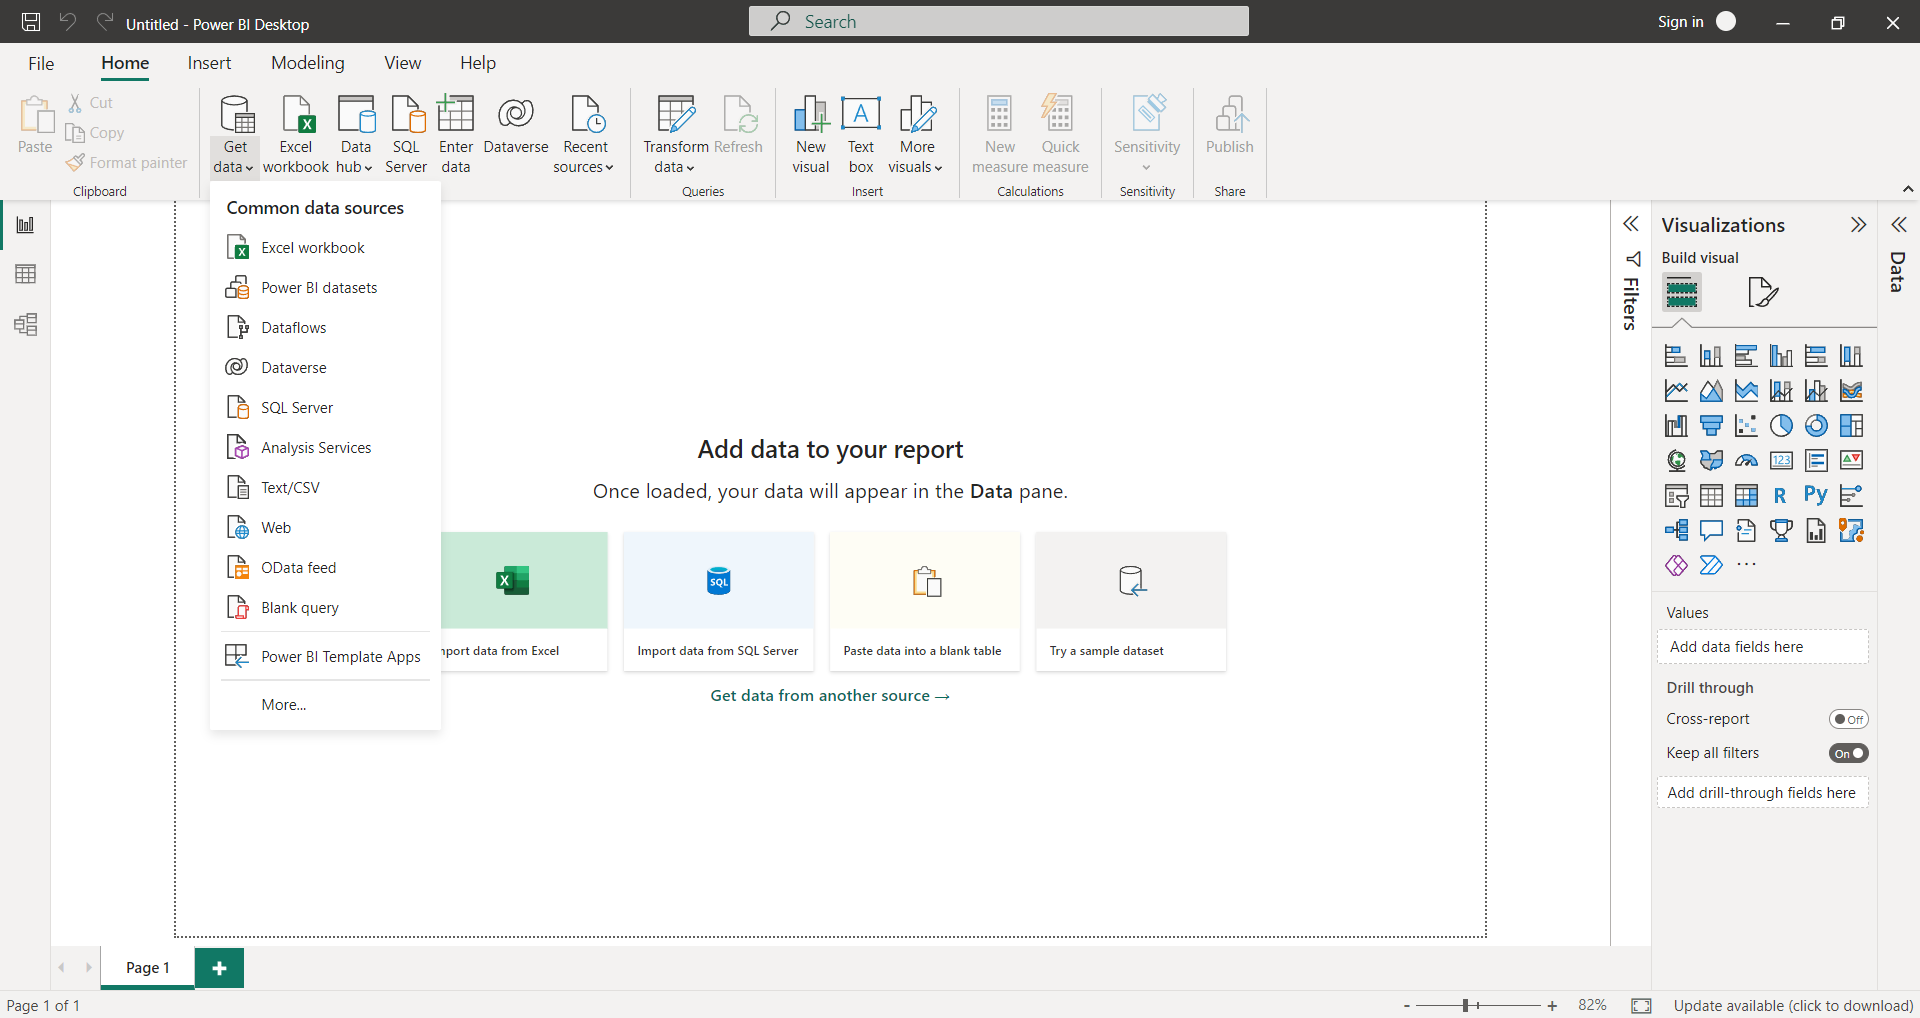 Untitled - Power BI Desktop
Search
Sign in
File
Home
Insert
Modeling
View
Help
Paste
Cut
Copy
Format painter
Clipboard
Get data
Excel workbook
Data hub
SQL Server
Enter data
Dataverse
Recent sources
Transform data
Refresh
Queries
New visual
Text box
More visuals
Insert
New measure
Quick measure
Calculations
Sensitivity
Sensitivity
Publish
Share
Common data sources
Excel workbook
Power BI datasets
Dataflows
Dataverse
SQL Server
Analysis Services
Text/CSV
Web
OData feed
Blank query
Power BI Template Apps
More...
Add data to your report
Once loaded, your data will appear in the Data pane.
SQL
port data from Excel
Import data from SQL Server
Paste data into a blank table
Try a sample dataset
Get data from another source →
Filters
Visualizations
Build visual
123
R
Py
...
Values
Add data fields here
Drill through
Cross-report
Off
Keep all filters
On
Add drill-through fields here
Data
Page 1
Page 1 of 1
- + 82%
Update available (click to download)